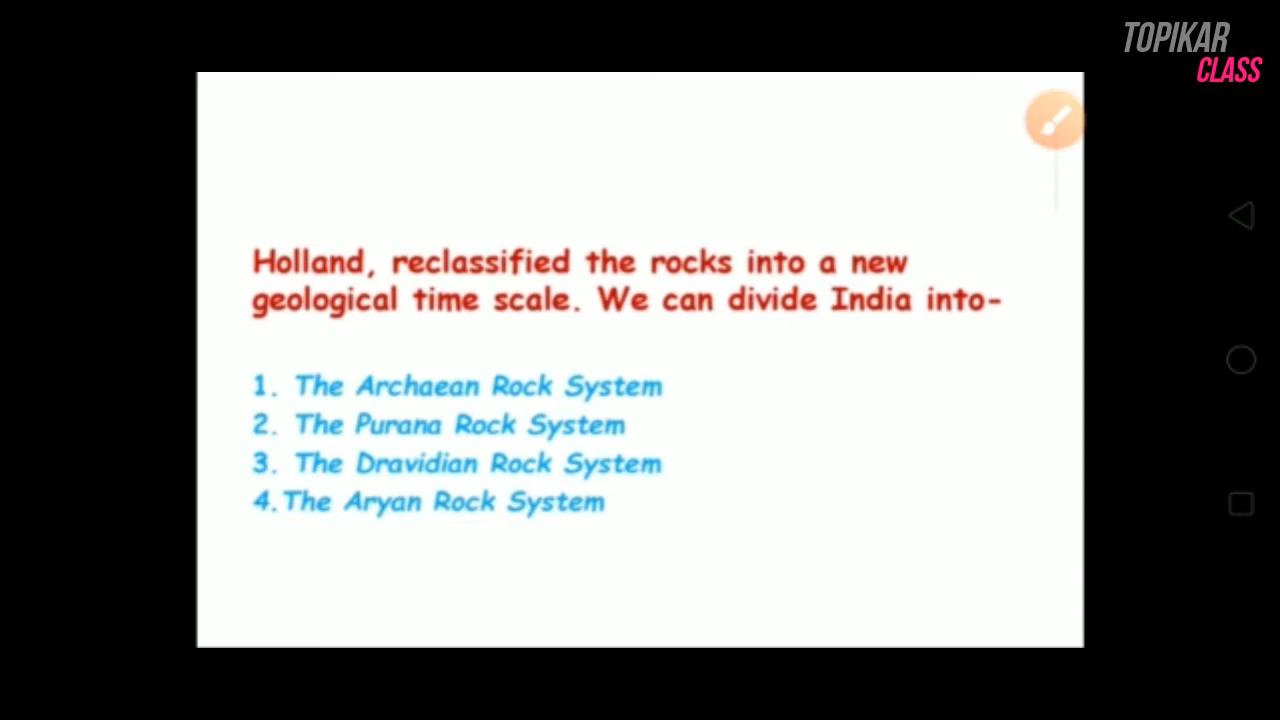 TOPIKAR
CLASS
Holland, reclassified the rocks into a new
geological time scale. We can divide India into-
1. The Archaean Rock System
2. The Purana Rock System
3. The Dravidian Rock System
4. The Aryan Rock System